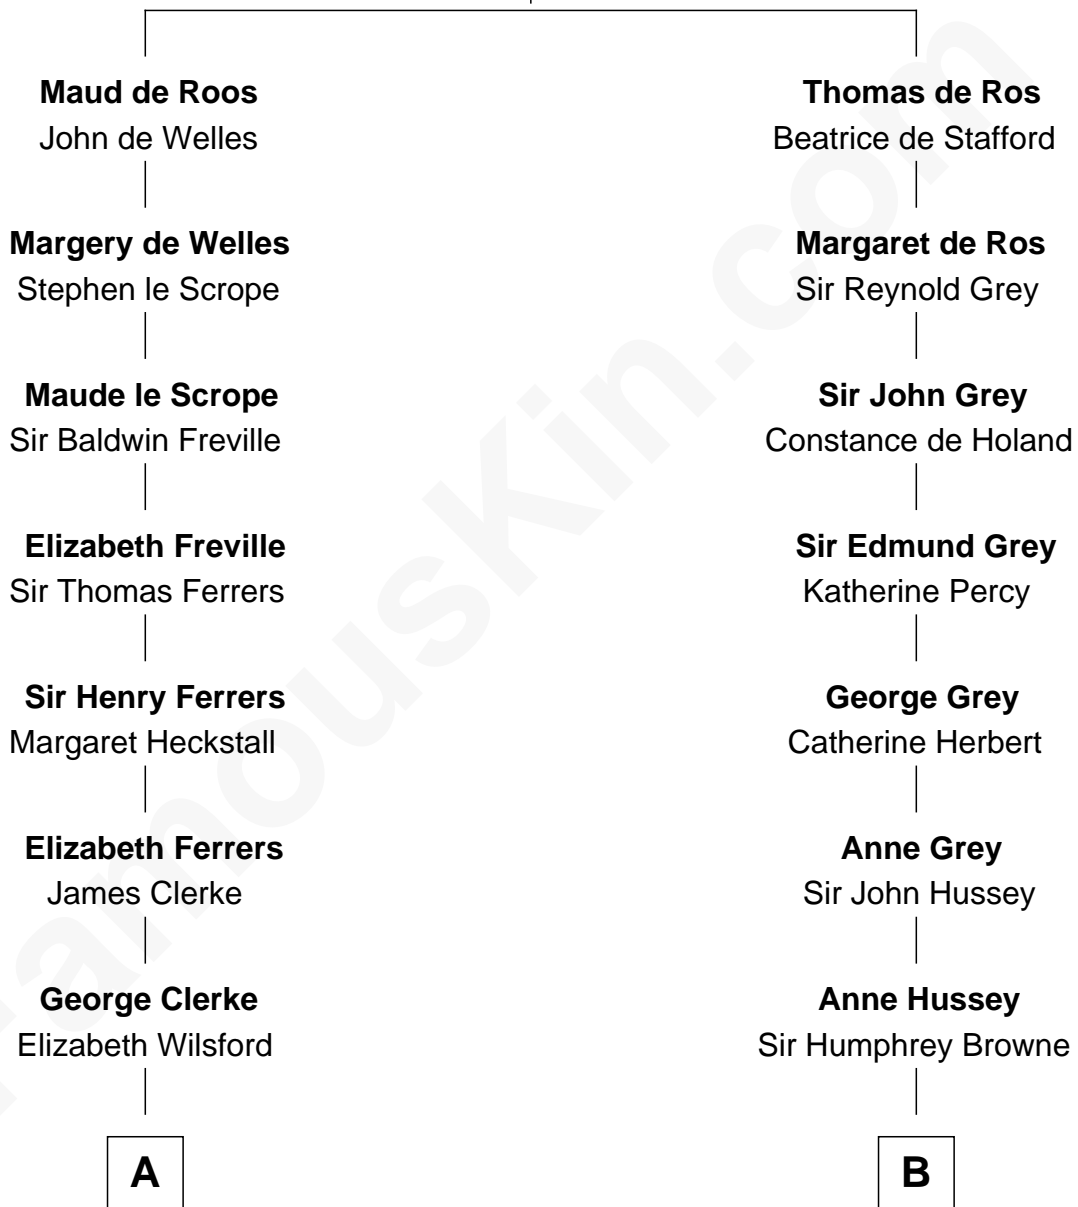 Maud de Roos
John de Welles
Margery de Welles
Stephen le Scrope
Maude le Scrope
Sir Baldwin Freville
Elizabeth Freville
Sir Thomas Ferrers
Sir Henry Ferrers
Margaret Heckstall
Elizabeth Ferrers
James Clerke
George Clerke
Elizabeth Wilsford
A
Thomas de Ros
Beatrice de Stafford
Margaret de Ros
Sir Reynold Grey
Sir John Grey
Constance de Holand
Sir Edmund Grey
Katherine Percy
George Grey
Catherine Herbert
Anne Grey
Sir John Hussey
Anne Hussey
Sir Humphrey Browne
B
FamousKin.com